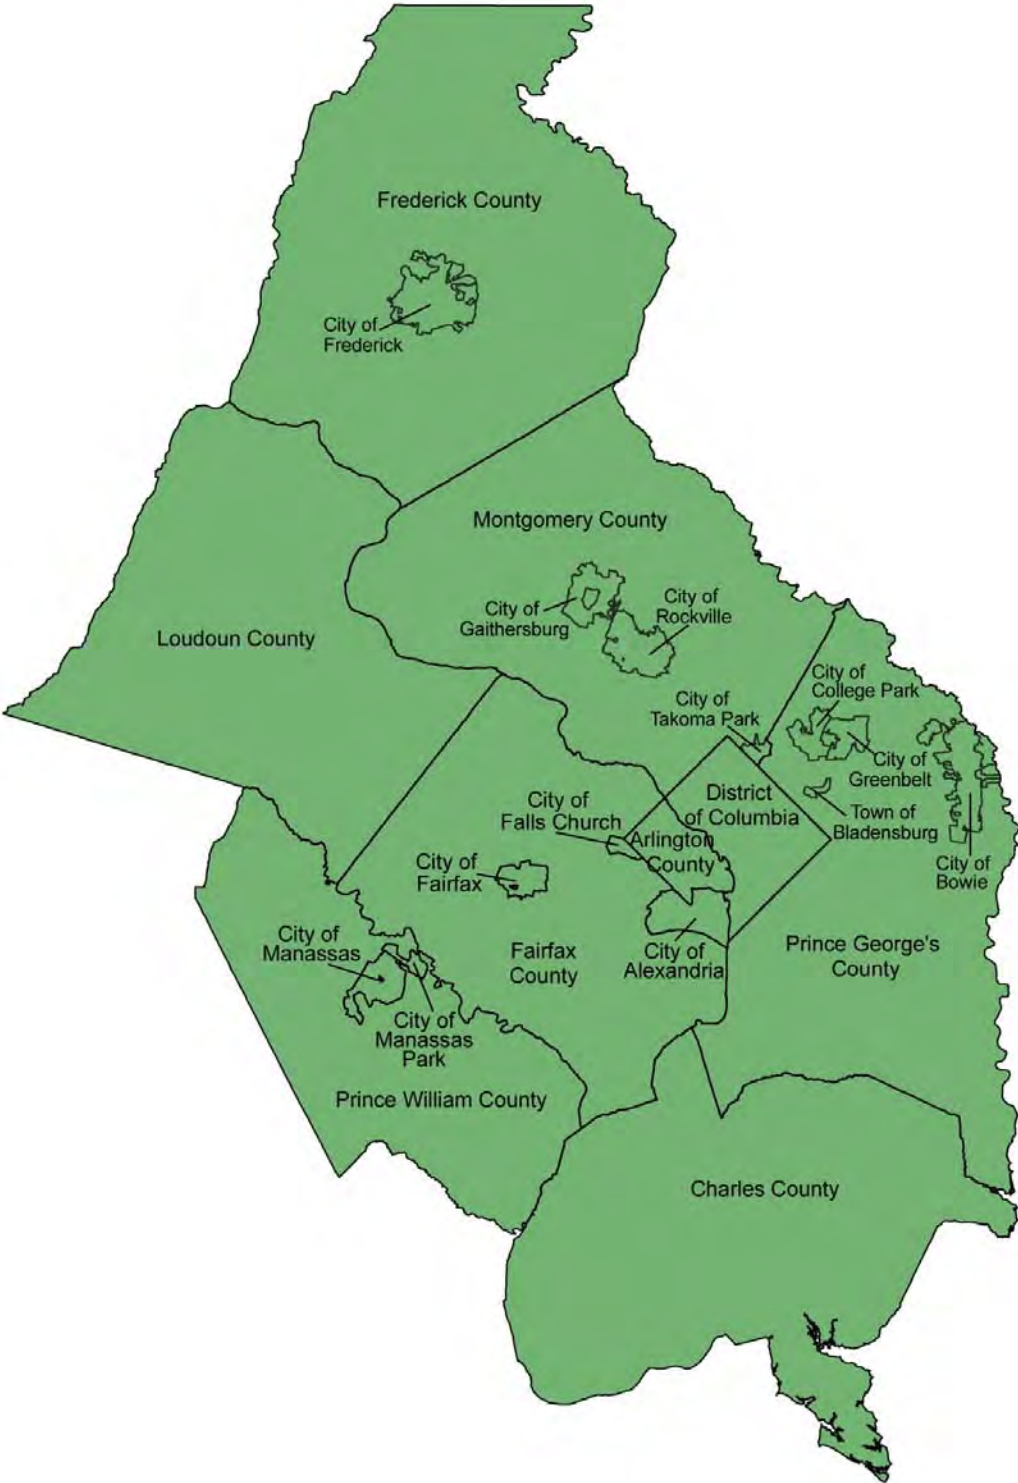 Frederick County
City of
Frederick
Montgomery County
City of
Gaithersburg
City of
Rockville
Loudoun County
City of
College Park
City of
Takoma Park
City of
Greenbelt
District
of Columbia
City of
Falls Church
Town of
Bladensburg
Arlington
County
City of
Fairfax
City of
Bowie
City of
Manassas
Fairfax
County
City of
Alexandria
Prince George's
County
City of
Manassas
Park
Prince William County
Charles County